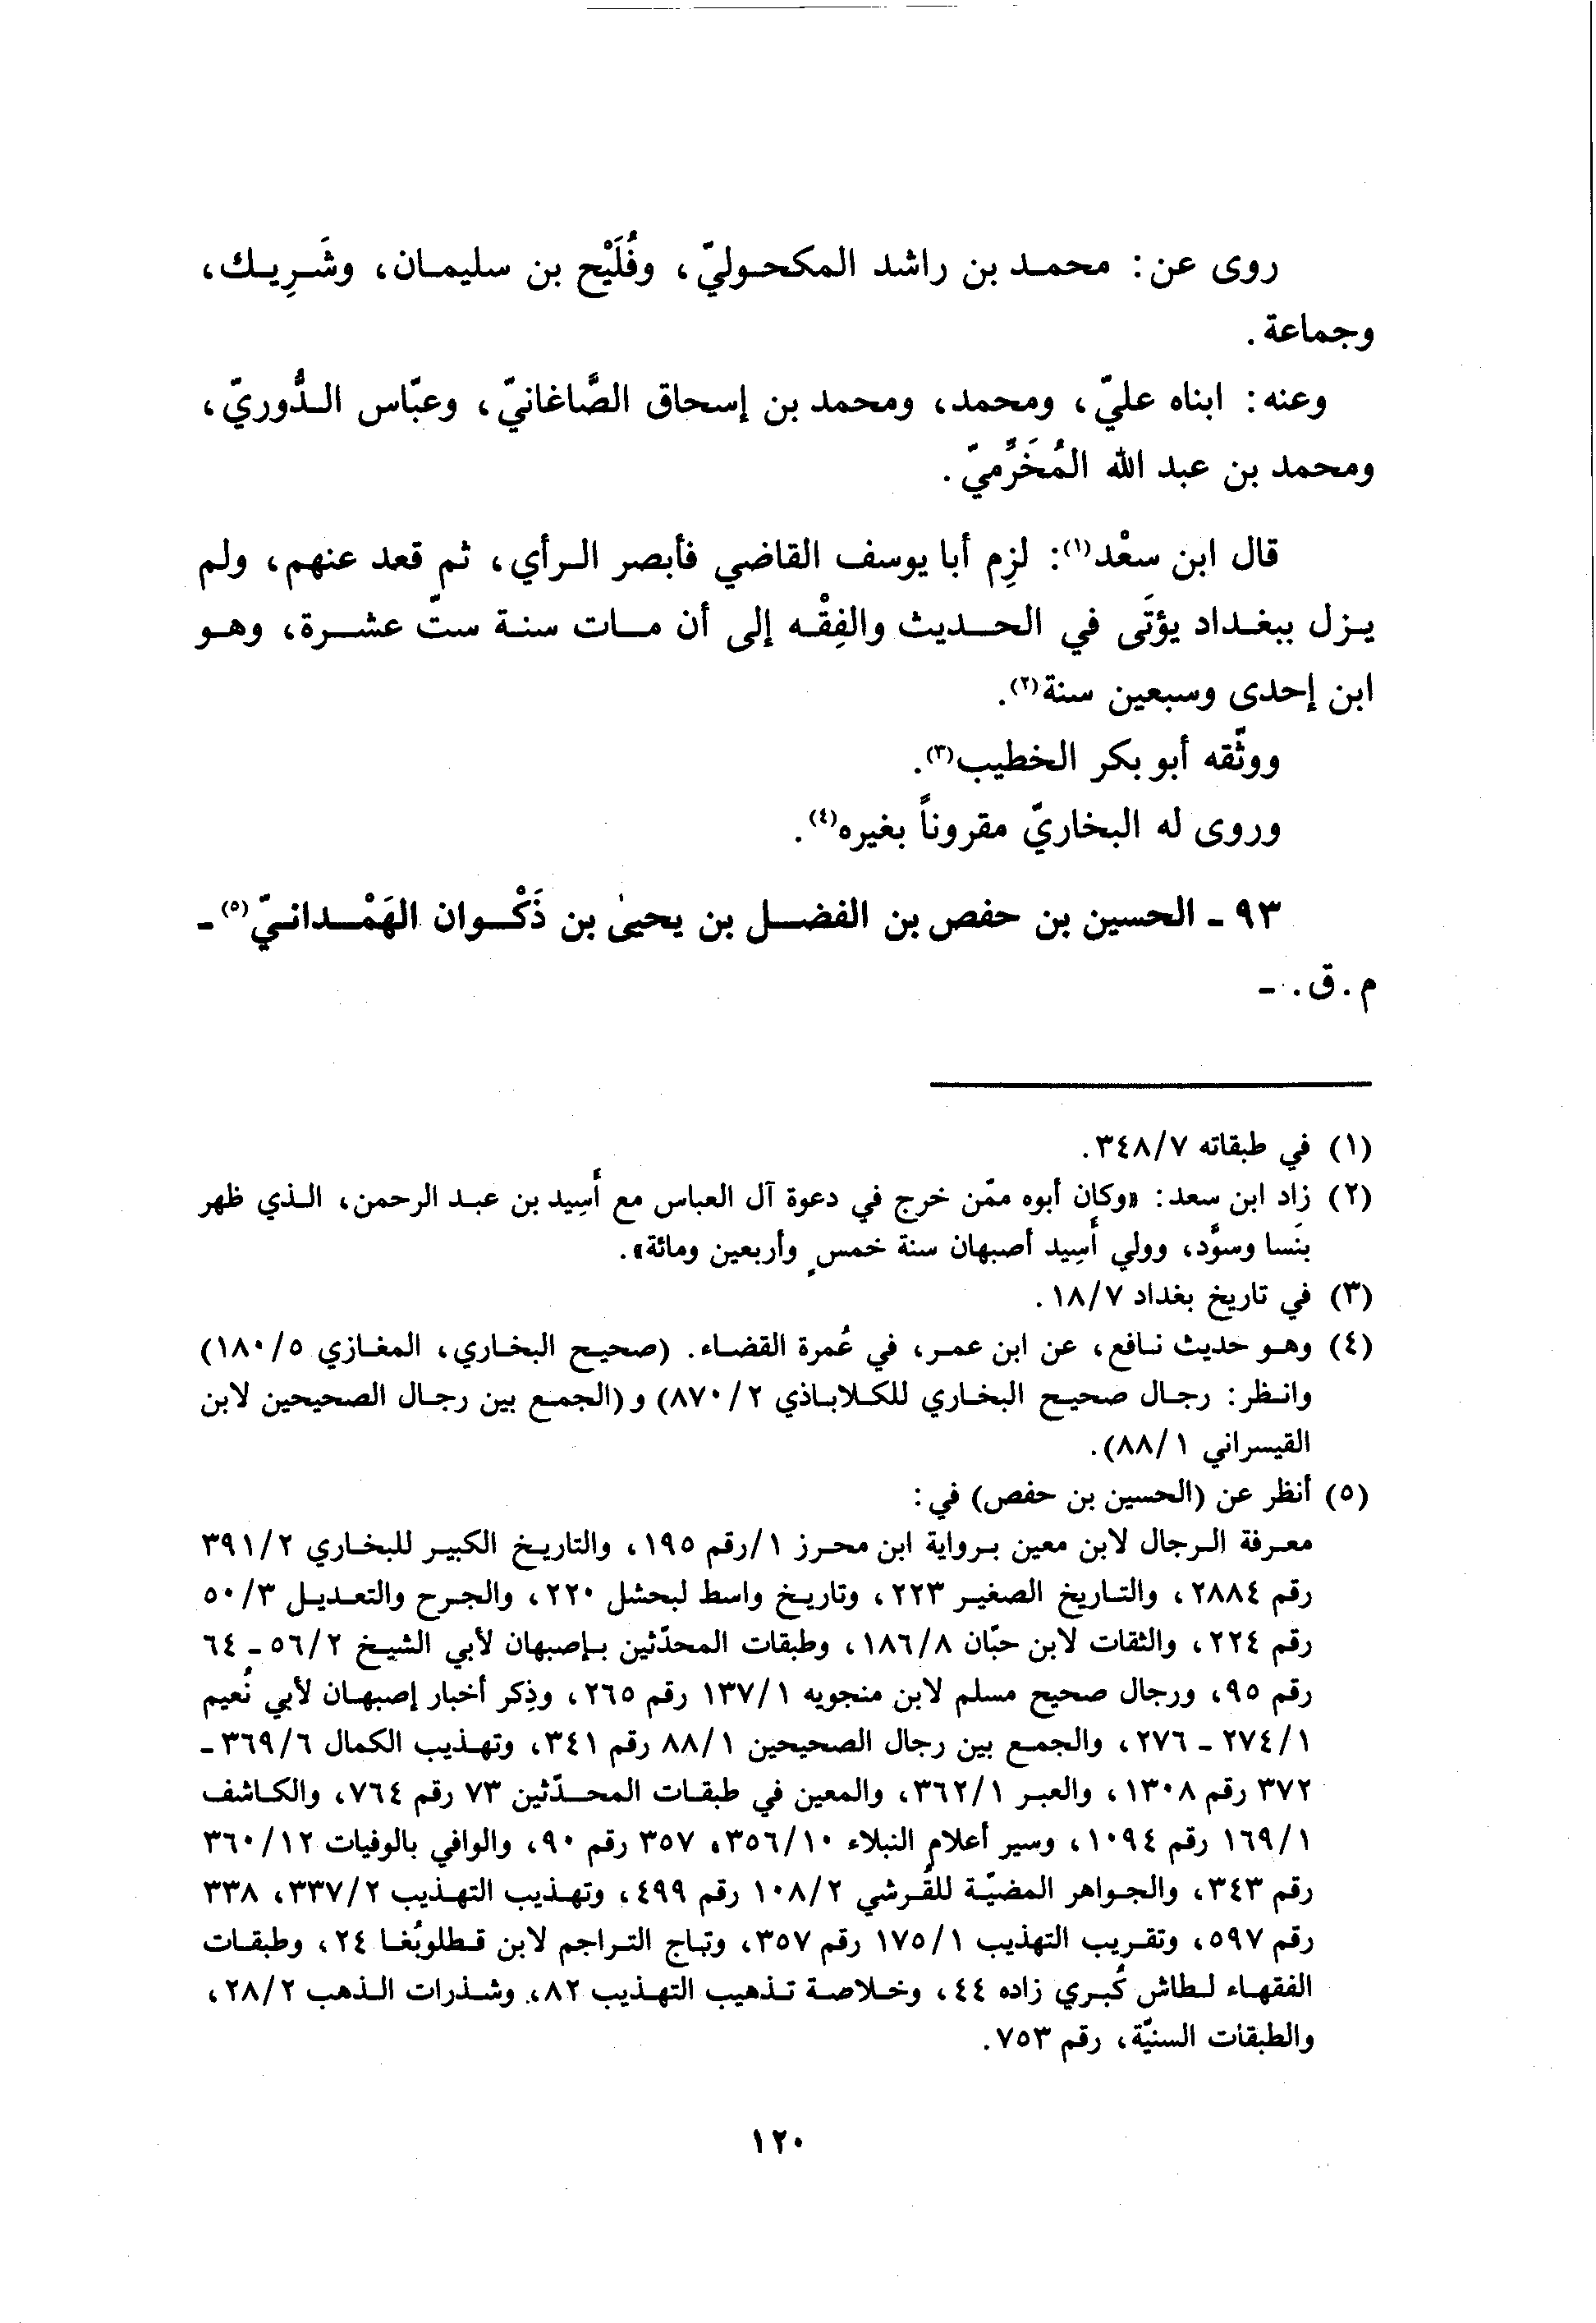 روى عن: محمد بن راشد المكحوليّ، وفُلَيْح بن سليمان، وشَرِيك،
وجماعة.
وعنه: ابناه عليّ، ومحمد، ومحمد بن إسحاق الصَّاغانيّ، وعبّاس الدُّوريّ،
ومحمد بن عبد الله المُخَرِّميّ.
قال ابن سعْد(١): لزِم أبا يوسف القاضي فأبصر الرأي، ثم قعد عنهم، ولم
يزل ببغداد يؤتَى في الحديث والفِقْه إلى أن مات سنة ستّ عشرة، وهو
ابن إحدى وسبعين سنة(٢).
ووثّقه أبو بكر الخطيب(٣).
وروى له البخاريّ مقروناً بغيره(٤).
٩٣ - الحسين بن حفص بن الفضل بن يحيىٰ بن ذَكْوان الهَمْدانيّ(٥) -
م. ق. -
(١) في طبقاته ٣٤٨/٧.
(٢) زاد ابن سعد: «وكان أبوه ممّن خرج في دعوة آل العباس مع أُسِيد بن عبد الرحمن، الذي ظهر
بنَسا وسوَّد، وولي أُسِيد أصبهان سنة خمسٍ وأربعين ومائة».
(٣) في تاريخ بغداد ١٨/٧.
(٤) وهو حديث نافع، عن ابن عمر، في عُمرة القضاء. (صحيح البخاري، المغازي ١٨٠/٥)
وانظر: رجال صحيح البخاري للكلاباذي ٨٧٠/٢) و (الجمع بين رجال الصحيحين لابن
القيسراني ٨٨/١).
(٥) أنظر عن (الحسين بن حفص) في:
معرفة الرجال لابن معين برواية ابن محرز ١/رقم ١٩٥، والتاريخ الكبير للبخاري ٣٩١/٢
رقم ٢٨٨٤، والتاريخ الصغير ٢٢٣، وتاريخ واسط لبحشل ٢٢٠، والجرح والتعديل ٥٠/٣
رقم ٢٢٤، والثقات لابن حبّان ١٨٦/٨، وطبقات المحدّثين بإصبهان لأبي الشيخ ٥٦/٢ - ٦٤
رقم ٩٥، ورجال صحيح مسلم لابن منجويه ١٣٧/١ رقم ٢٦٥، وذِكر أخبار إصبهان لأبي نُعيم
٢٧٤/١ - ٢٧٦، والجمع بين رجال الصحيحين ٨٨/١ رقم ٣٤١، وتهذيب الكمال ٣٦٩/٦ -
٣٧٢ رقم ١٣٠٨، والعبر ٣٦٢/١، والمعين في طبقات المحدّثين ٧٣ رقم ٧٦٤، والكاشف
١٦٩/١ رقم ١٠٩٤، وسير أعلام النبلاء ٣٥٦/١٠، ٣٥٧ رقم ٩٠، والوافي بالوفيات ٣٦٠/١٢
رقم ٣٤٣، والجواهر المضيّة للقُرشي ١٠٨/٢ رقم ٤٩٩، وتهذيب التهذيب ٣٣٧/٢، ٣٣٨
رقم ٥٩٧، وتقريب التهذيب ١٧٥/١ رقم ٣٥٧، وتاج التراجم لابن قطلوبُغا ٢٤، وطبقات
الفقهاء لطاش كُبري زاده ٤٤، وخلاصة تذهيب التهذيب ٨٢، وشذرات الذهب ٢٨/٢،
والطبقات السنيّة، رقم ٧٥٣.
١٢٠